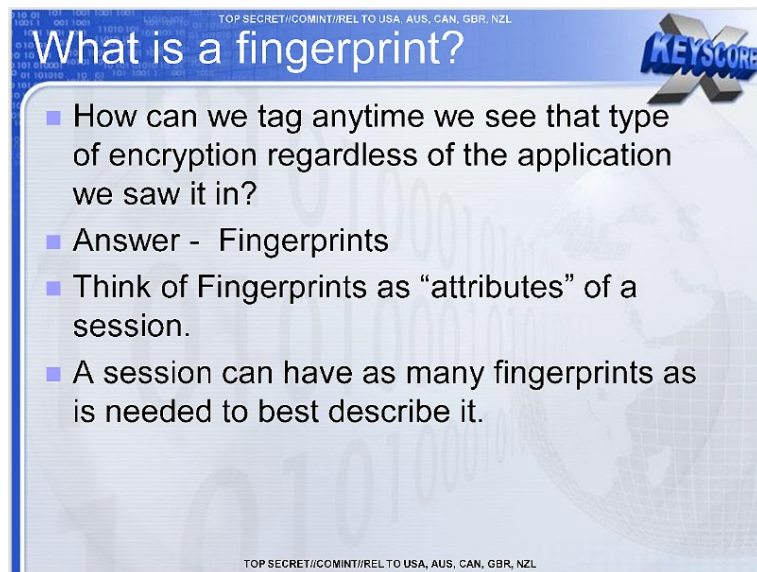 TOP SECRET//COMINT//REL TO USA, AUS, CAN, GBR, NZL
What is a fingerprint?
X
KEYSCORE
How can we tag anytime we see that type
of encryption regardless of the application
we saw it in?
Answer - Fingerprints
Think of Fingerprints as “attributes” of a
session.
A session can have as many fingerprints as
is needed to best describe it.
TOP SECRET//COMINT//REL TO USA, AUS, CAN, GBR, NZL